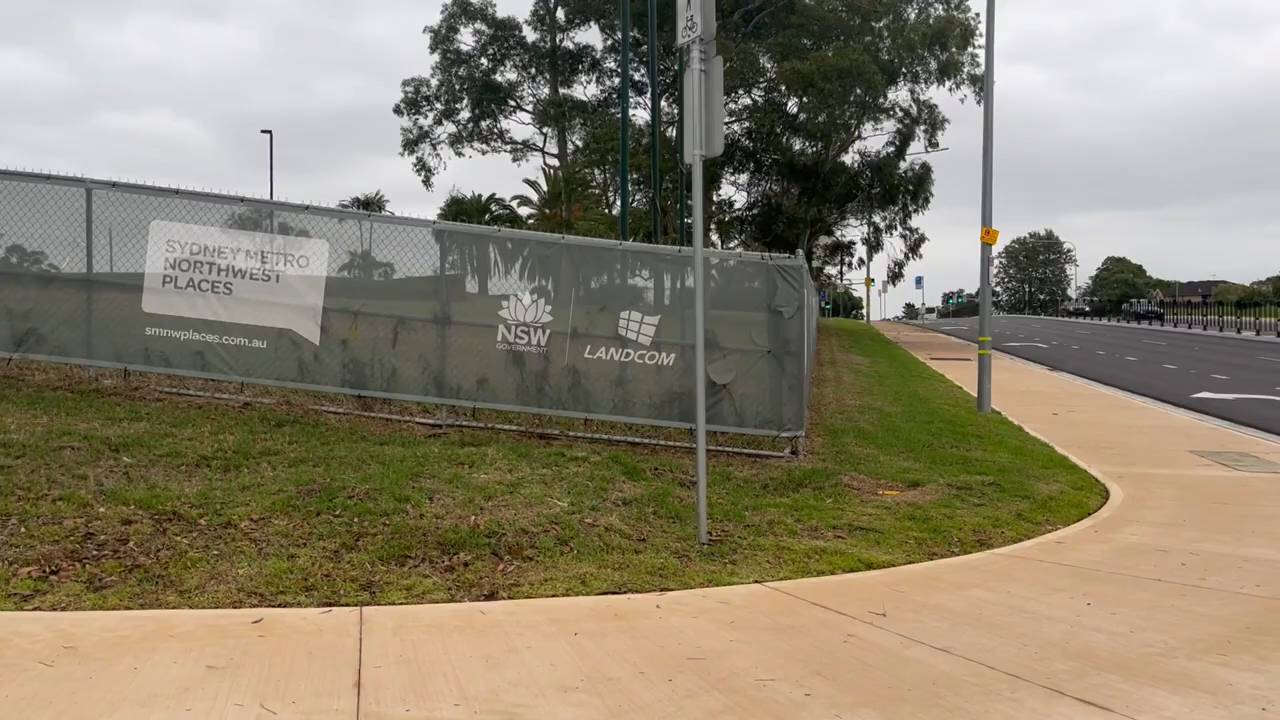 SYDNEY METRO
NORTHWEST
PLACES
smnwplaces.com.au
NSW
GOVERNMENT
LANDCOM